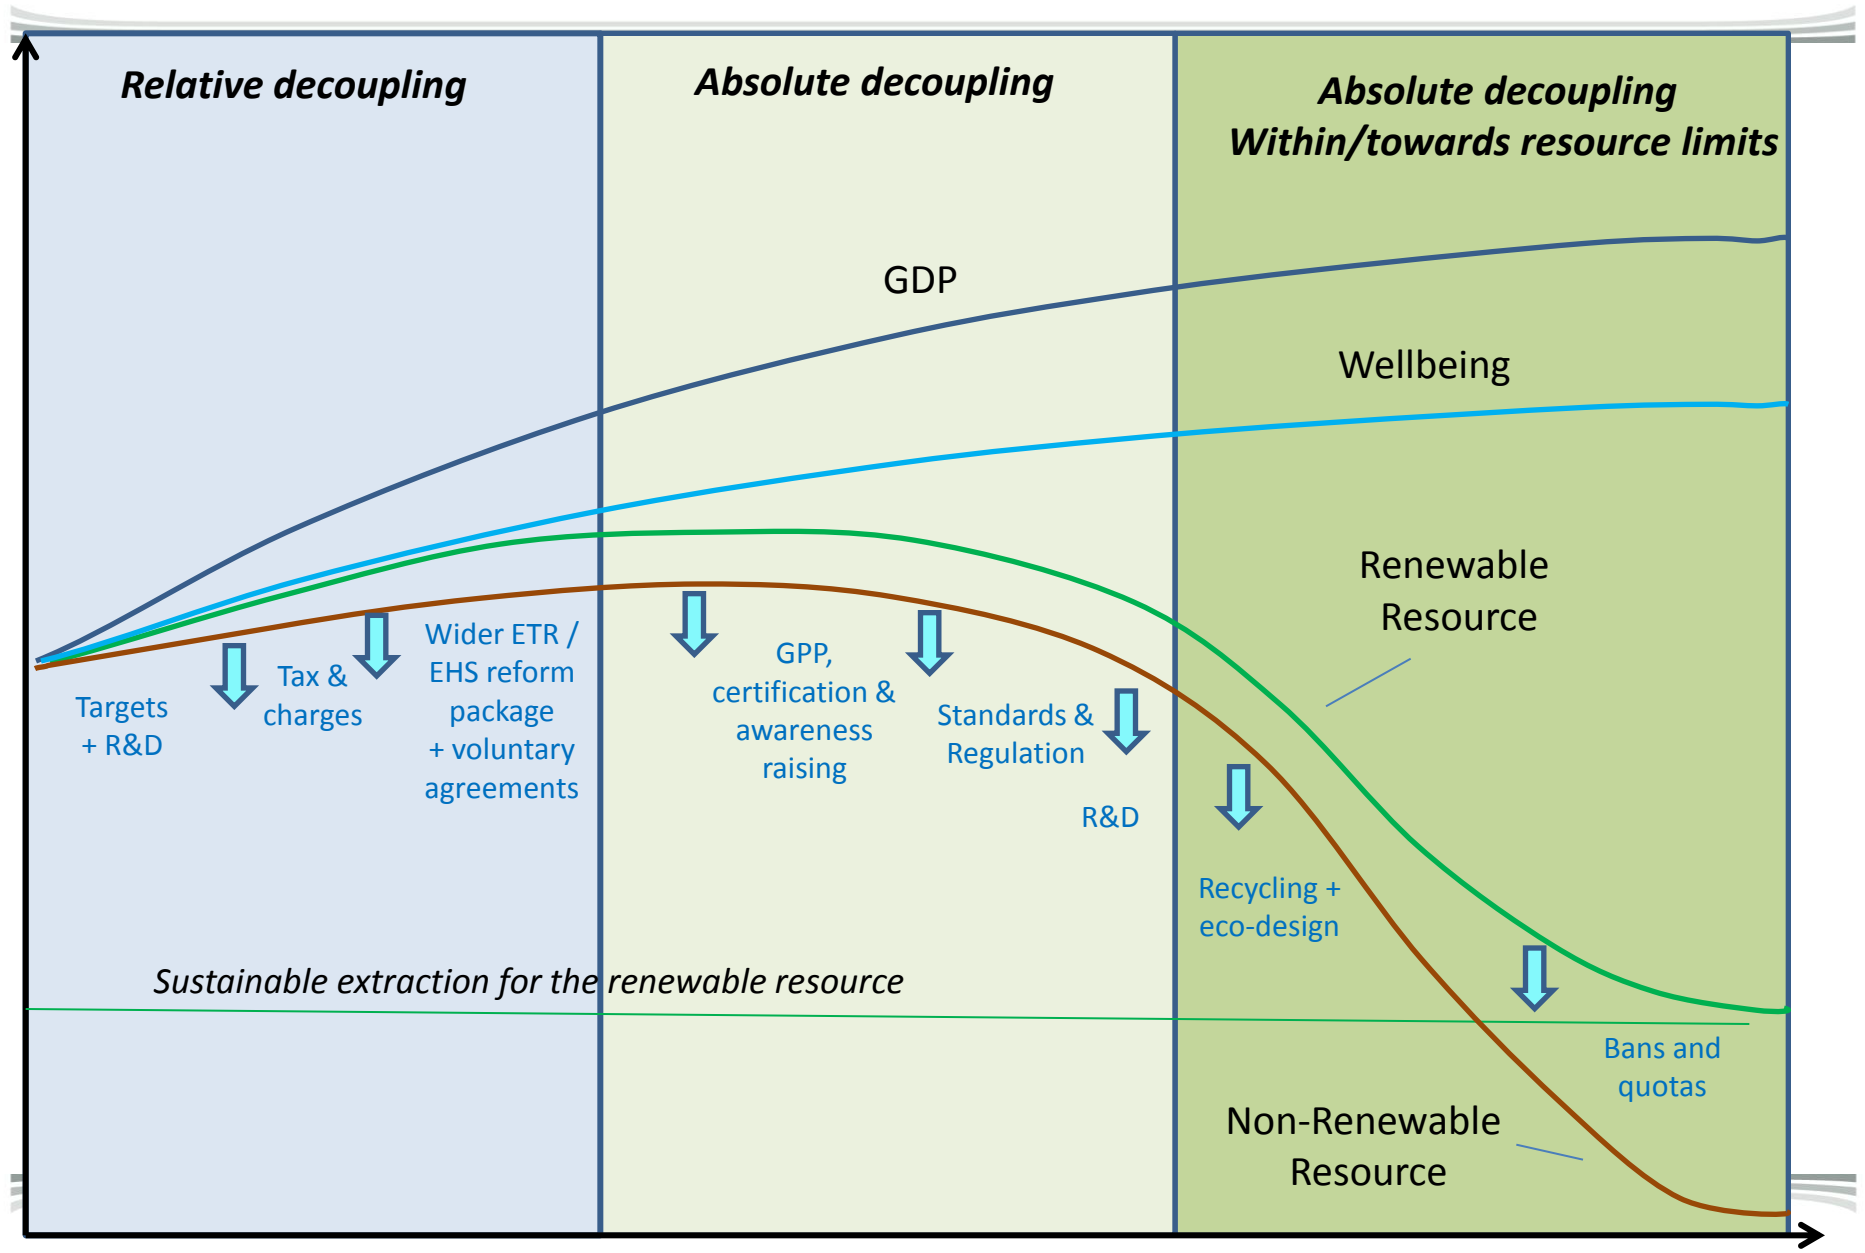 Relative decoupling
Absolute decoupling
Absolute decoupling
Within/towards resource limits
GDP
Wellbeing
Renewable
Resource
Targets
+ R&D
Tax &
charges
Wider ETR /
EHS reform
package
+ voluntary
agreements
GPP,
certification &
awareness
raising
Standards &
Regulation
R&D
Recycling +
eco-design
Sustainable extraction for the renewable resource
Bans and
quotas
Non-Renewable
Resource